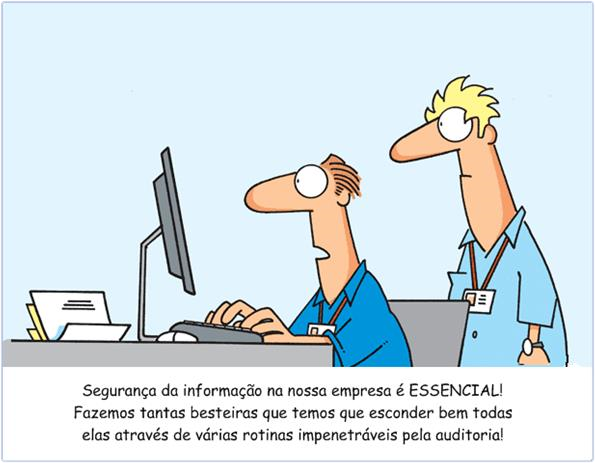 Segurança da informação na nossa empresa é ESSENCIAL!
Fazemos tantas besteiras que temos que esconder bem todas
elas através de várias rotinas impenetráveis pela auditoria!